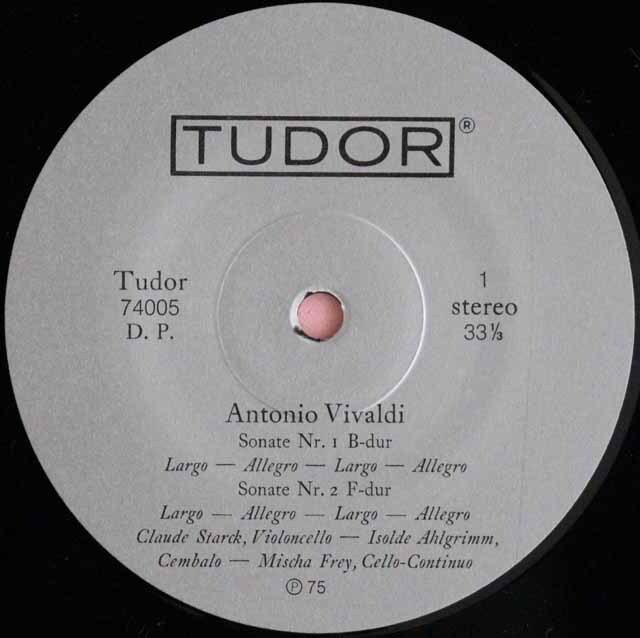 TUDOR®
Tudor
74005
D. P.
1
stereo
33⅓
Antonio Vivaldi
Sonate Nr. 1 B-dur
Largo — Allegro — Largo — Allegro
Sonate Nr. 2 F-dur
Largo — Allegro — Largo — Allegro
Claude Starck, Violoncello — Isolde Ahlgrimm,
Cembalo — Mischa Frey, Cello-Continuo
℗ 75